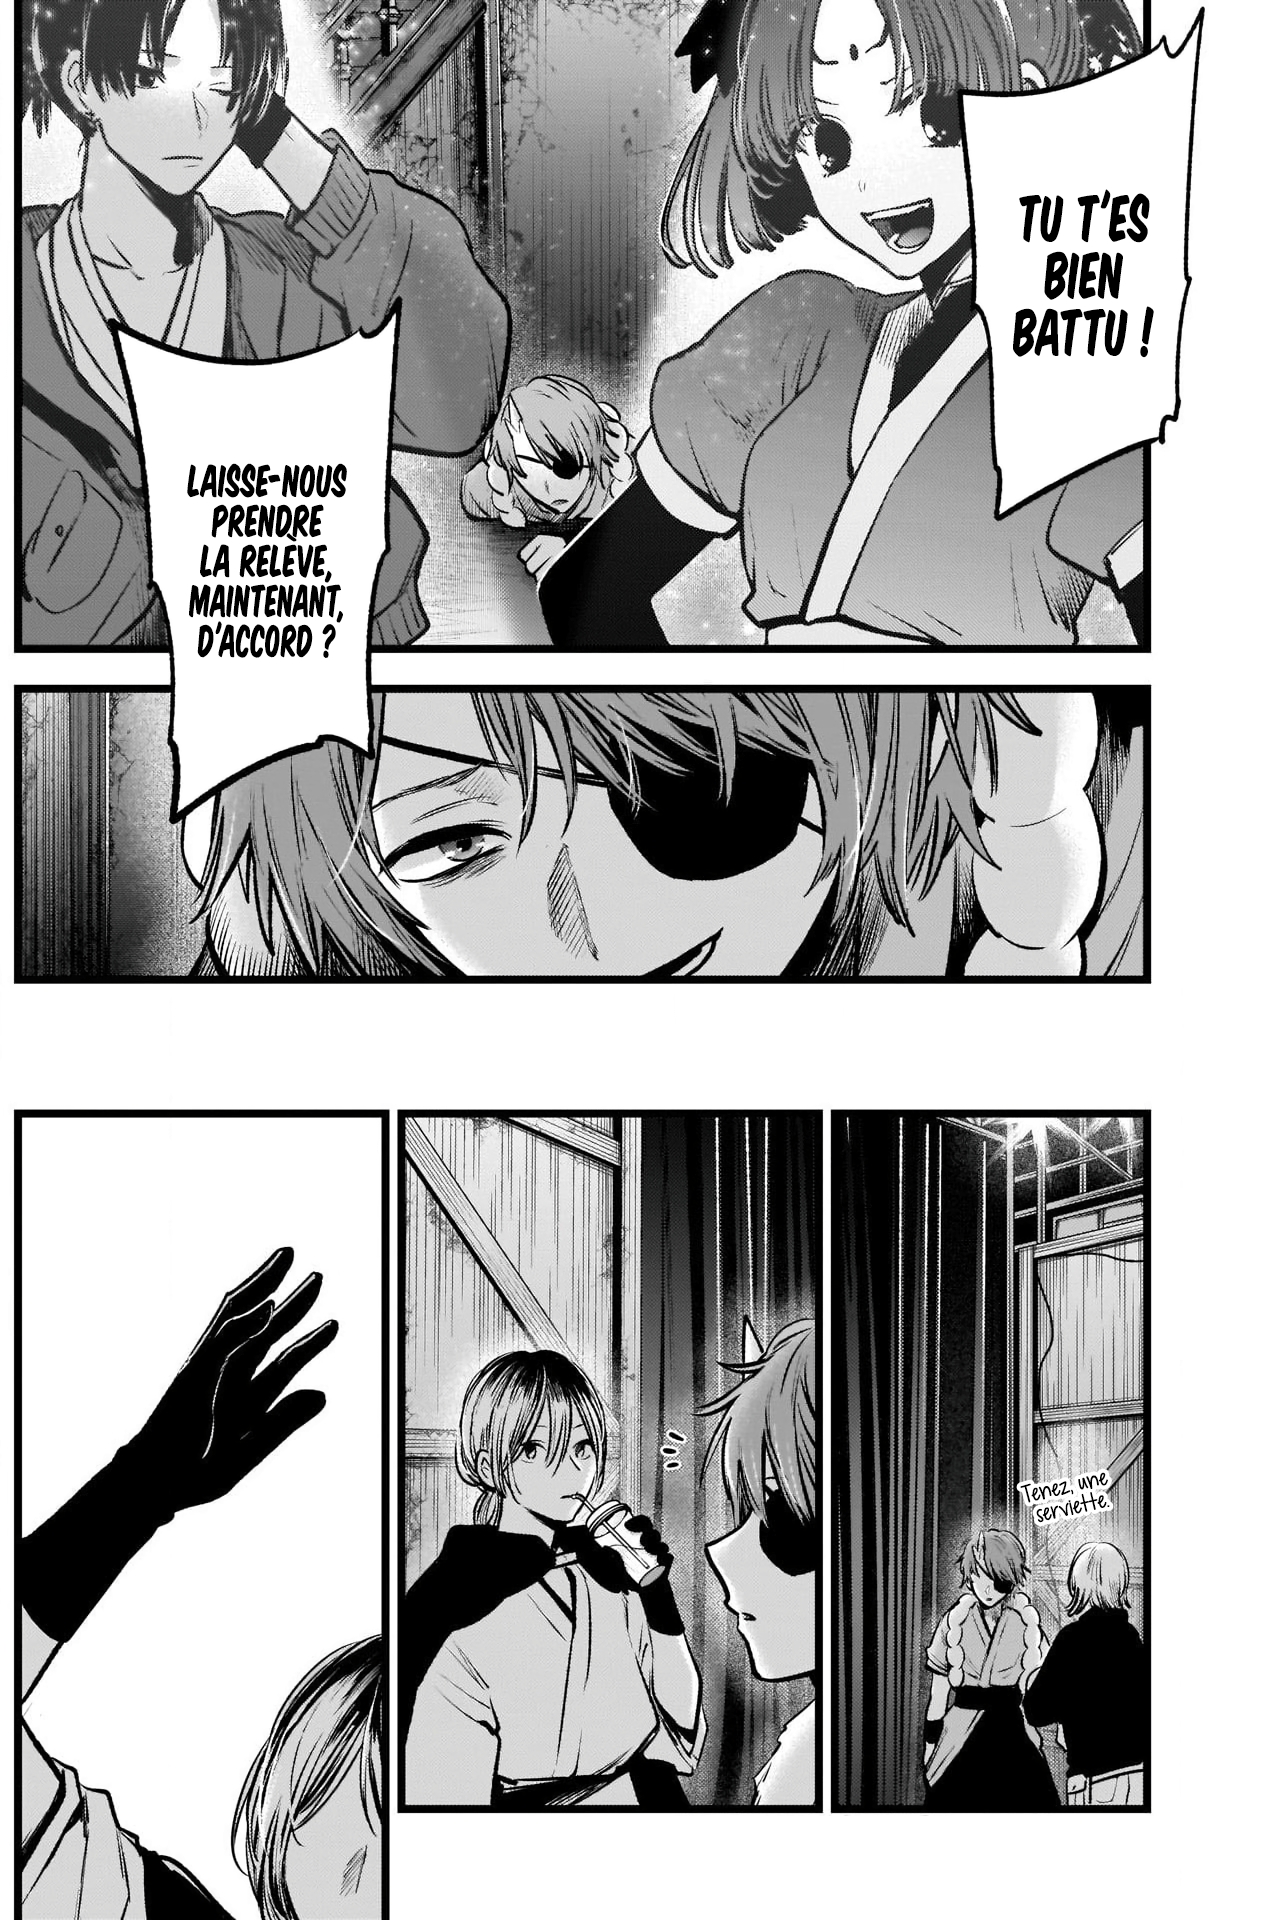 TU T'ES
BIEN
BATTU !
LAISSE-NOUS
PRENDRE
LA RELÈVE,
MAINTENANT,
D'ACCORD ?
Tenez, une
serviette.